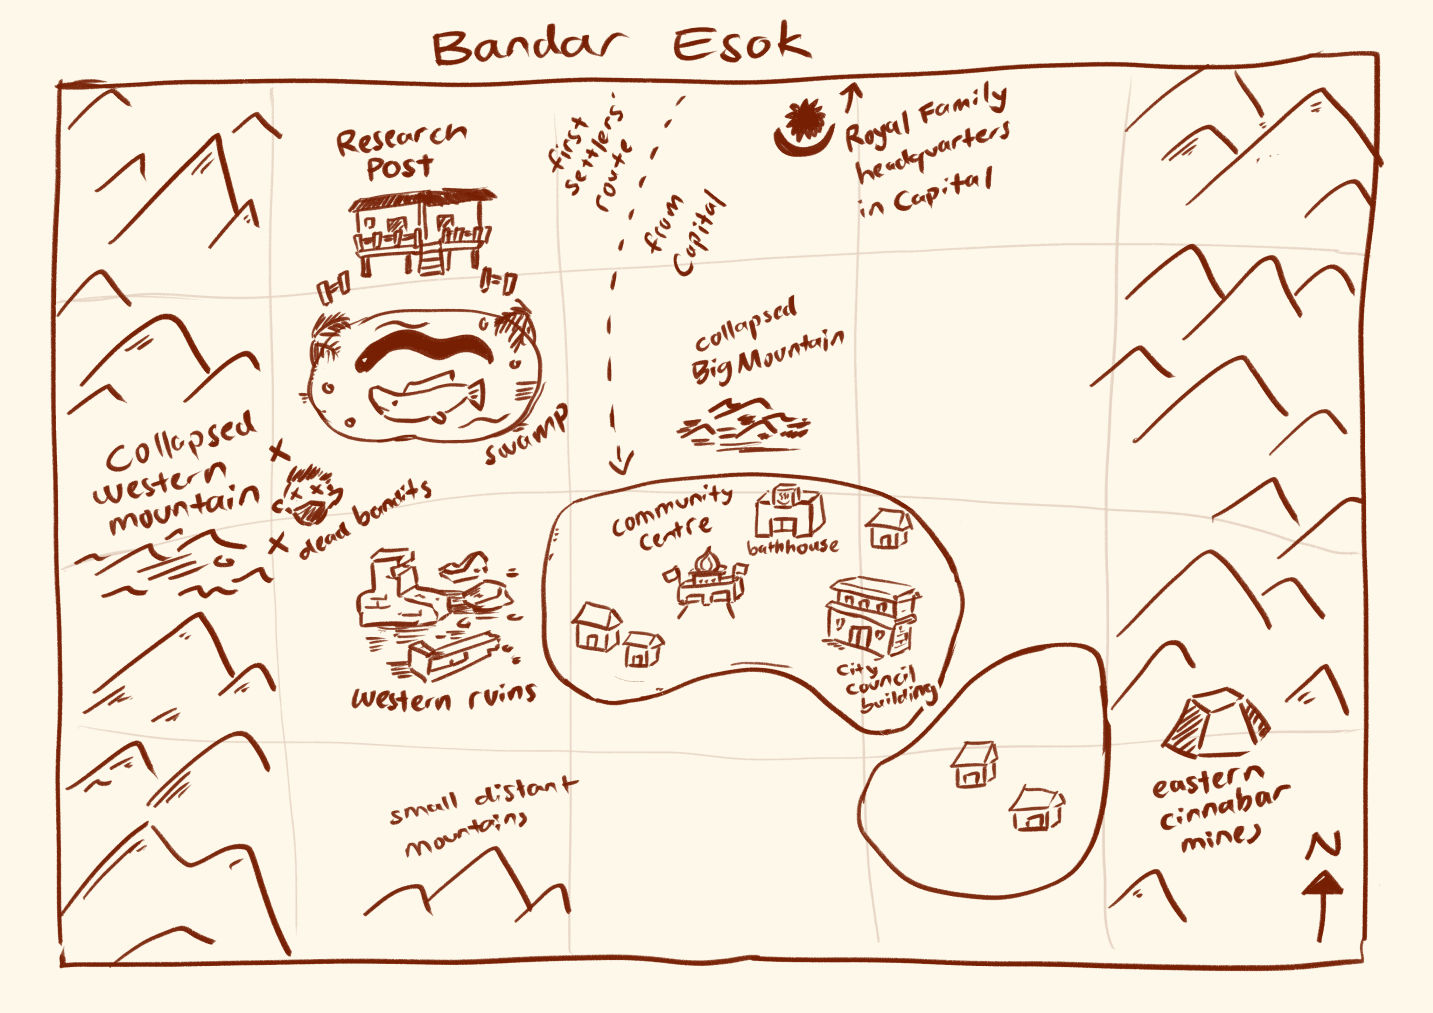 Bandar Esok
Research
Post
first
settlers
route
from
Capital
Royal Family
headquarters
in Capital
collapsed
Big Mountain
swamp
Collapsed
western
mountain
x
x
dead bandits
community
centre
bathhouse
city
council
building
western ruins
small distant
mountains
eastern
cinnabar
mines
N